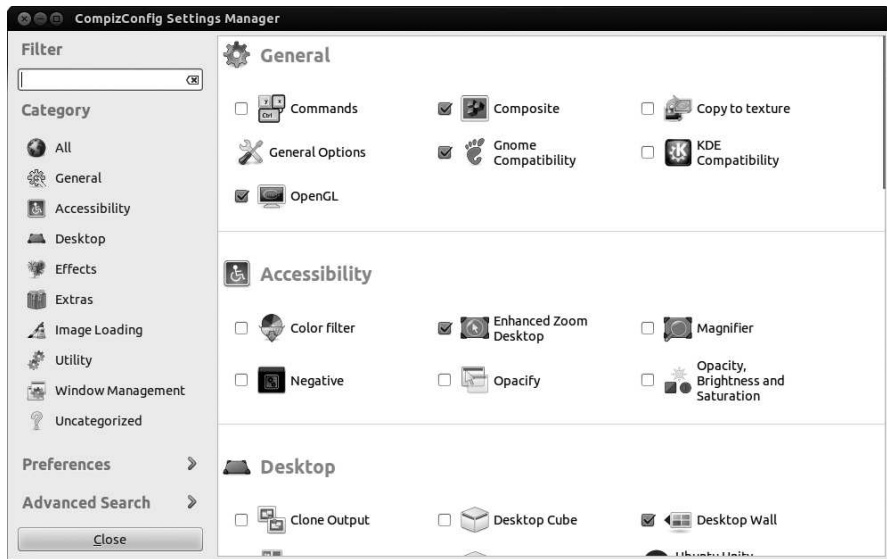 CompizConfig Settings Manager
Filter
Category
All
General
Accessibility
Desktop
Effects
Extras
Image Loading
Utility
Window Management
Uncategorized
Preferences
Advanced Search
Close
General
Commands
Composite
Copy to texture
General Options
Gnome
Compatibility
KDE
Compatibility
OpenGL
Accessibility
Color filter
Enhanced Zoom
Desktop
Magnifier
Negative
Opacify
Opacity,
Brightness and
Saturation
Desktop
Clone Output
Desktop Cube
Desktop Wall
Ubuntu Unity